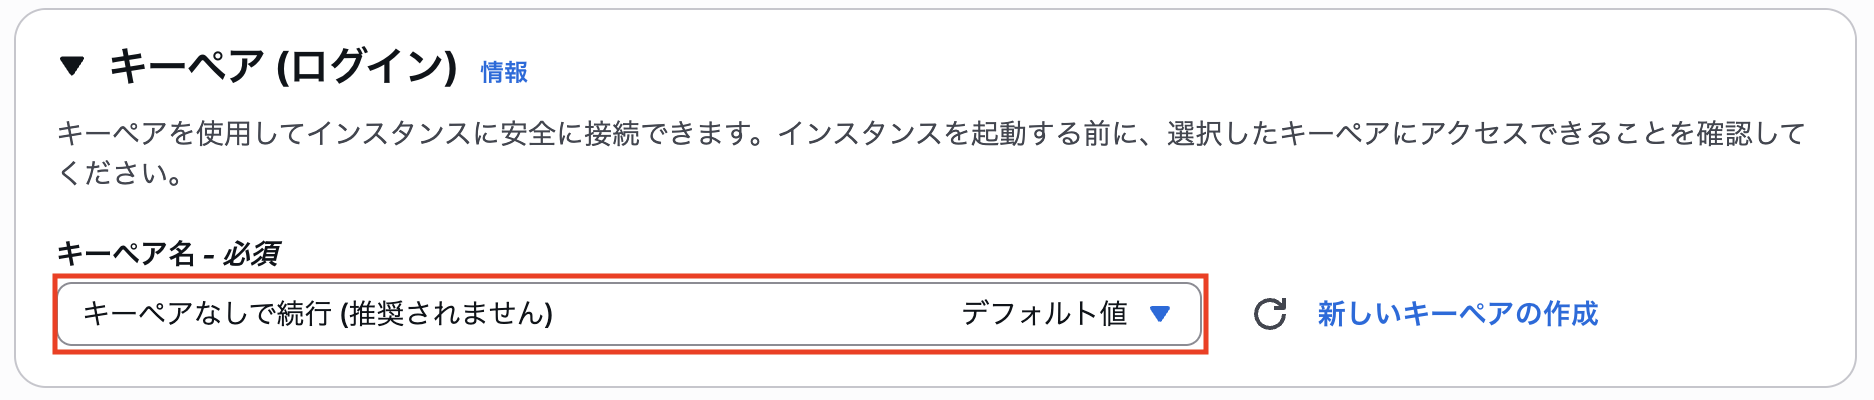 ▼ キーペア (ログイン) 情報
キーペアを使用してインスタンスに安全に接続できます。インスタンスを起動する前に、選択したキーペアにアクセスできることを確認して
ください。
キーペア名 - 必須
キーペアなしで続行 (推奨されません) デフォルト値 ▼ 新しいキーペアの作成